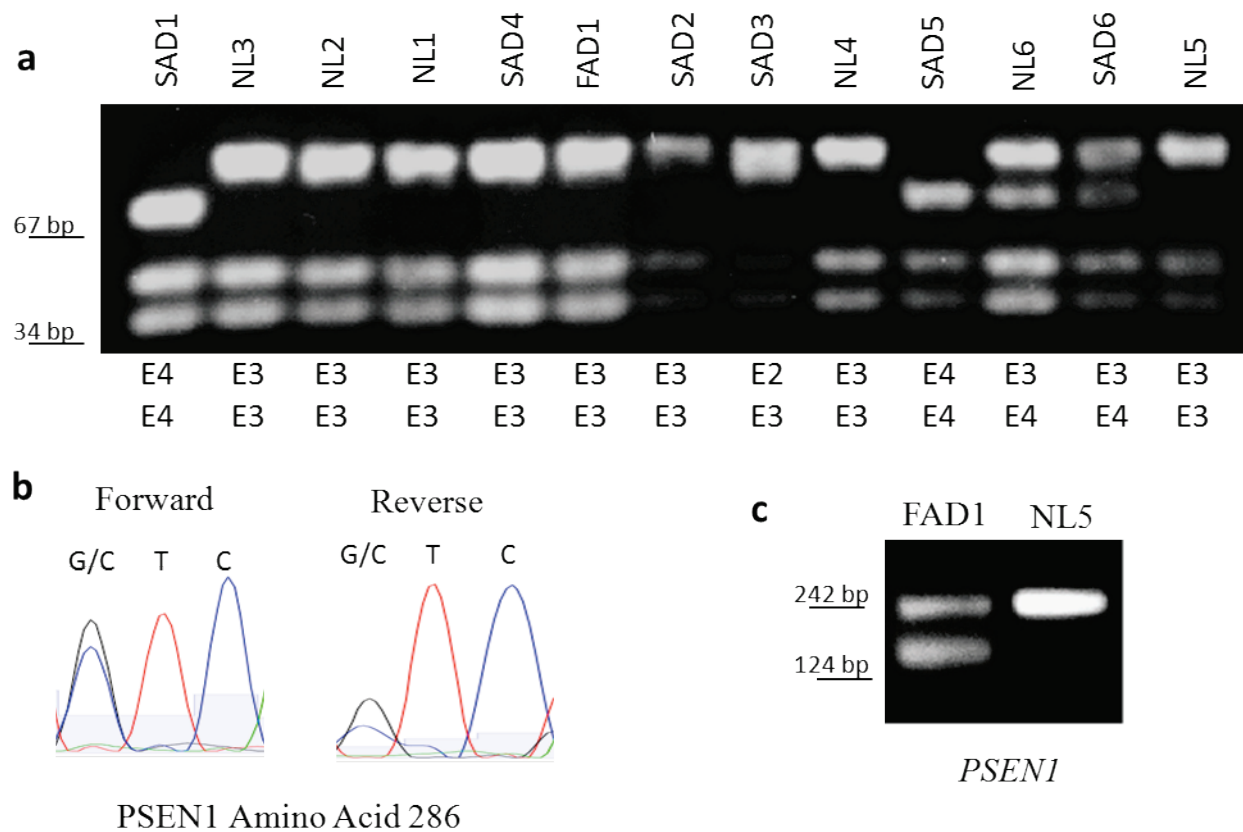 a
SAD1 NL3 NL2 NL1 SAD4 FAD1 SAD2 SAD3 NL4 SAD5 NL6 SAD6 NL5
67 bp
34 bp
E4 E3 E3 E3 E3 E3 E3 E2 E3 E4 E3 E3 E3
E4 E3 E3 E3 E3 E3 E3 E3 E3 E4 E4 E4 E3
b
Forward Reverse
G/C T C G/C T C
PSEN1 Amino Acid 286
c
FAD1 NL5
242 bp
124 bp
PSEN1